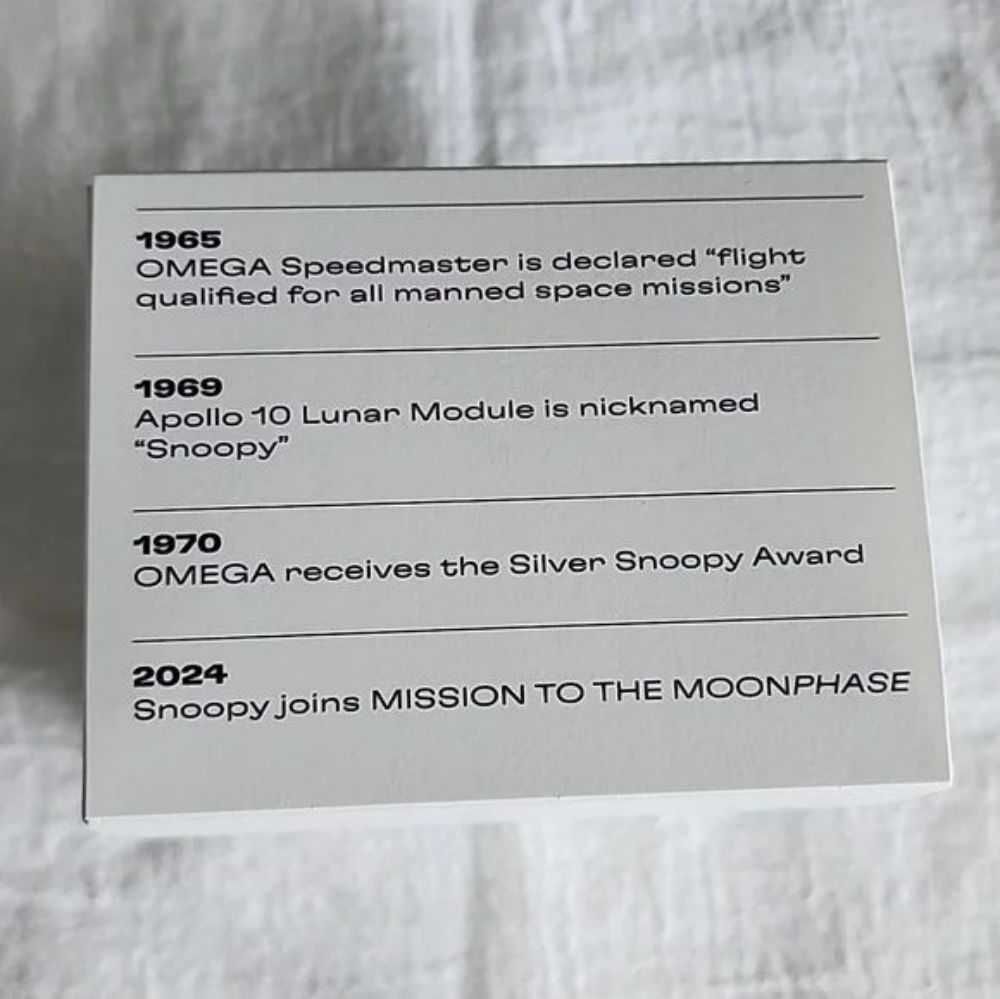 1965
OMEGA Speedmaster is declared “flight
qualified for all manned space missions”
1969
Apollo 10 Lunar Module is nicknamed
“Snoopy”
1970
OMEGA receives the Silver Snoopy Award
2024
Snoopy joins MISSION TO THE MOONPHASE